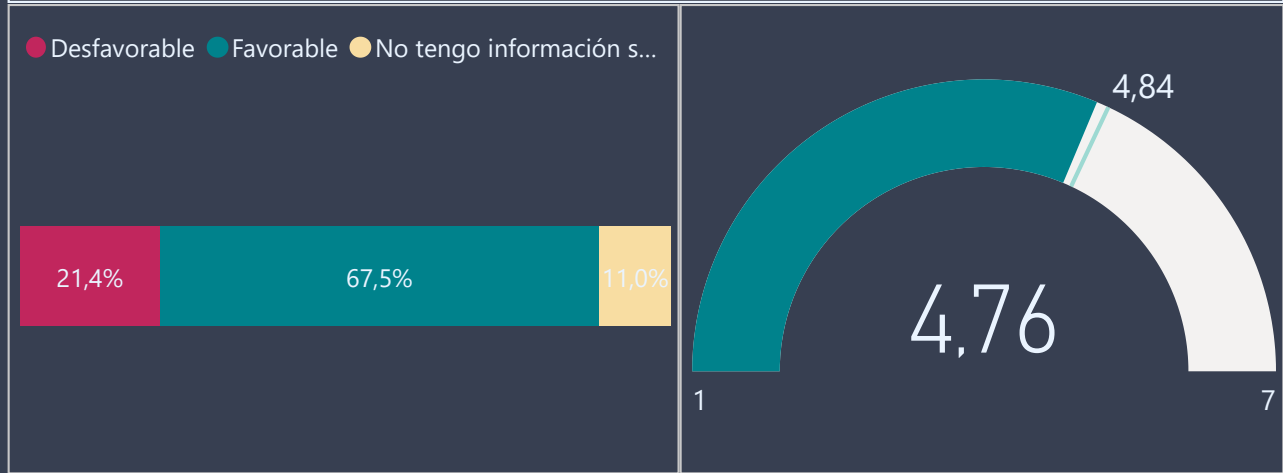 Desfavorable Favorable No tengo información s...
21,4% 67,5% 11,0%
4,84
4,76
1 7